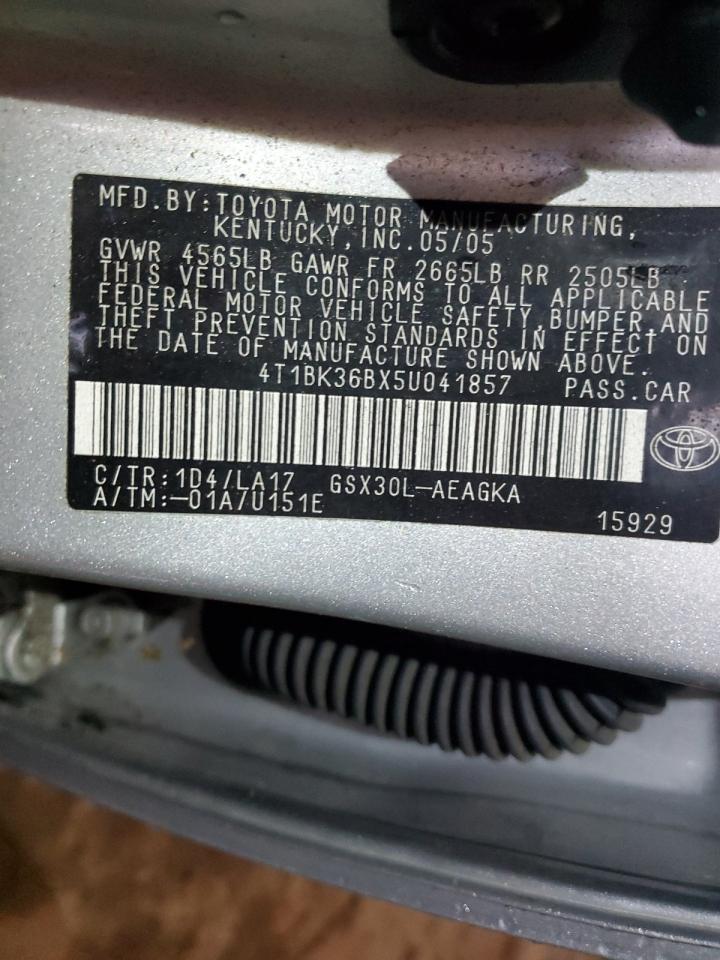 MFD. BY: TOYOTA MOTOR MANUFACTURING,
KENTUCKY, INC. 05/05
GVWR 4565LB GAWR FR 2665LB RR 2505LB
THIS VEHICLE CONFORMS TO ALL APPLICABLE
FEDERAL MOTOR VEHICLE SAFETY, BUMPER, AND
THEFT PREVENTION STANDARDS IN EFFECT ON
THE DATE OF MANUFACTURE SHOWN ABOVE.
4T1BK36BX5U041857 PASS. CAR
C/TR: 1D4/LA17 GSX30L-AEAGKA
A/TM: -01A/U151E
15929